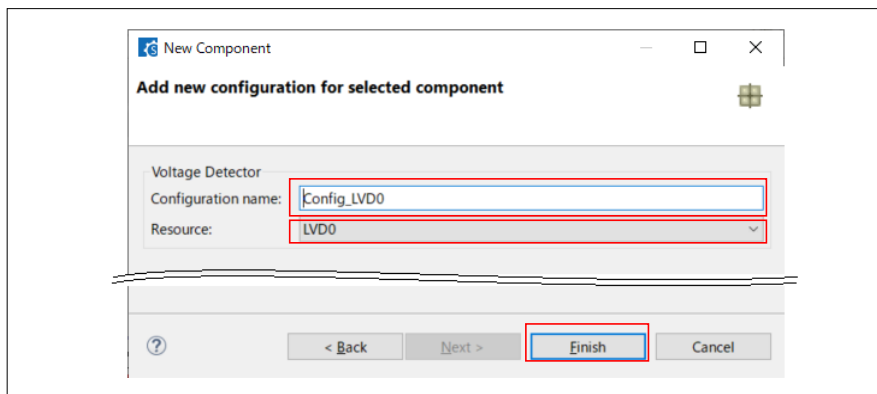 New Component
Add new configuration for selected component
Voltage Detector
Configuration name: Config_LVD0
Resource: LVD0
< Back Next > Finish Cancel